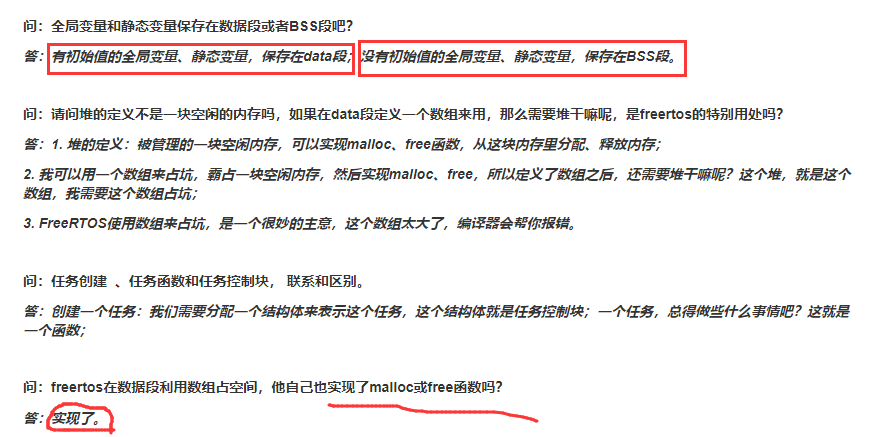 问：全局变量和静态变量保存在数据段或者BSS段吧？
答：有初始值的全局变量、静态变量，保存在data段；没有初始值的全局变量、静态变量，保存在BSS段。
问：请问堆的定义不是一块空闲的内存吗，如果在data段定义一个数组来用，那么需要堆干嘛呢，是freertos的特别用处吗？
答：1. 堆的定义：被管理的一块空闲内存，可以实现malloc、free函数，从这块内存里分配、释放内存；
2. 我可以用一个数组来占坑，霸占一块空闲内存，然后实现malloc、free，所以定义了数组之后，还需要堆干嘛呢？这个堆，就是这个
数组，我需要这个数组占坑；
3. FreeRTOS使用数组来占坑，是一个很妙的主意，这个数组太大了，编译器会帮你报错。
问：任务创建 、任务函数和任务控制块， 联系和区别。
答：创建一个任务：我们需要分配一个结构体来表示这个任务，这个结构体就是任务控制块；一个任务，总得做些什么事情吧？这就是
一个函数；
问：freertos在数据段利用数组占空间，他自己也实现了malloc或free函数吗？
答：实现了。